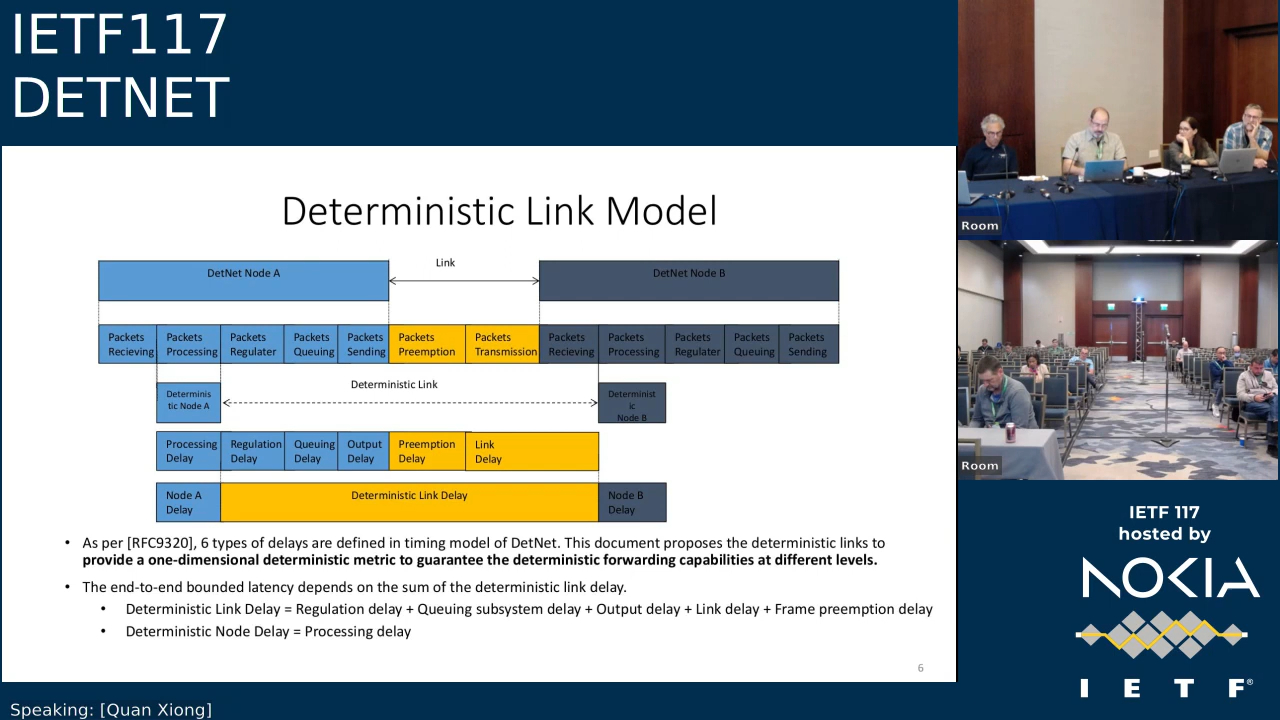 IETF117
DETNET
Deterministic Link Model
DetNet Node A
Link
DetNet Node B
Packets
Recieving
Packets
Processing
Packets
Regulater
Packets
Queuing
Packets
Sending
Packets
Preemption
Packets
Transmission
Packets
Recieving
Packets
Processing
Packets
Regulater
Packets
Queuing
Packets
Sending
Determinis
tic Node A
Deterministic Link
Determinist
ic
Node B
Processing
Delay
Regulation
Delay
Queuing
Delay
Output
Delay
Preemption
Delay
Link
Delay
Node A
Delay
Deterministic Link Delay
Node B
Delay
• As per [RFC9320], 6 types of delays are defined in timing model of DetNet. This document proposes the deterministic links to
provide a one-dimensional deterministic metric to guarantee the deterministic forwarding capabilities at different levels.
• The end-to-end bounded latency depends on the sum of the deterministic link delay.
• Deterministic Link Delay = Regulation delay + Queuing subsystem delay + Output delay + Link delay + Frame preemption delay
• Deterministic Node Delay = Processing delay
6
Speaking: [Quan Xiong]
Room
Room
IETF 117
hosted by
NOKIA
I E T F®